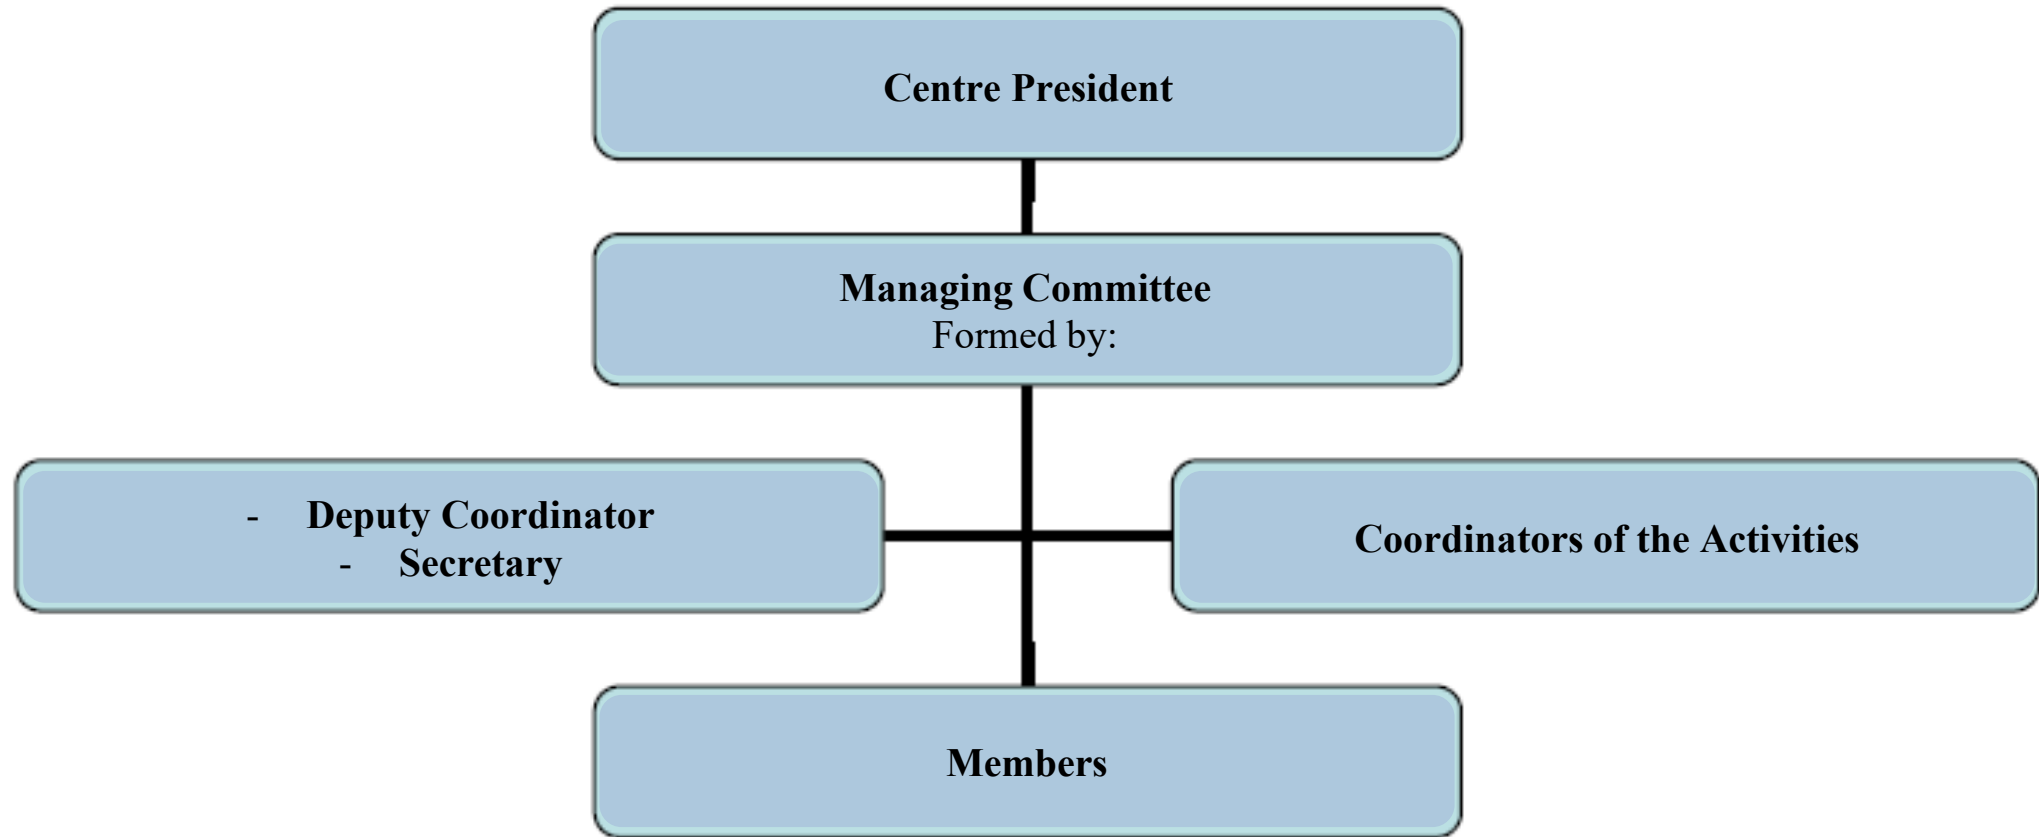 Centre President
Managing Committee
Formed by:
- Deputy Coordinator
- Secretary
Coordinators of the Activities
Members